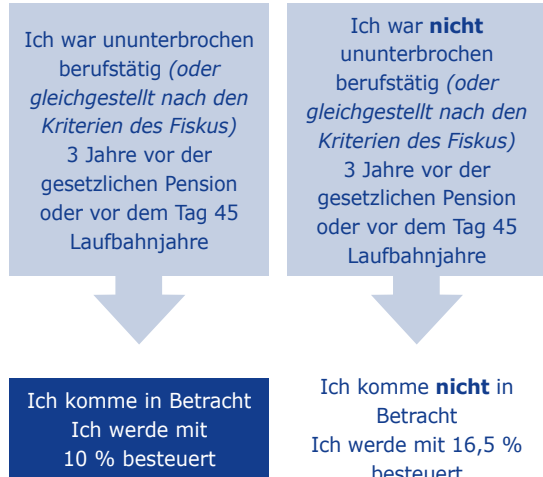 Ich war ununterbrochen
berufstätig (oder
gleichgestellt nach den
Kriterien des Fiskus)
3 Jahre vor der
gesetzlichen Pension
oder vor dem Tag 45
Laufbahnjahre
Ich war nicht
ununterbrochen
berufstätig (oder
gleichgestellt nach den
Kriterien des Fiskus)
3 Jahre vor der
gesetzlichen Pension
oder vor dem Tag 45
Laufbahnjahre
Ich komme in Betracht
Ich werde mit
10 % besteuert
Ich komme nicht in
Betracht
Ich werde mit 16,5 %
besteuert